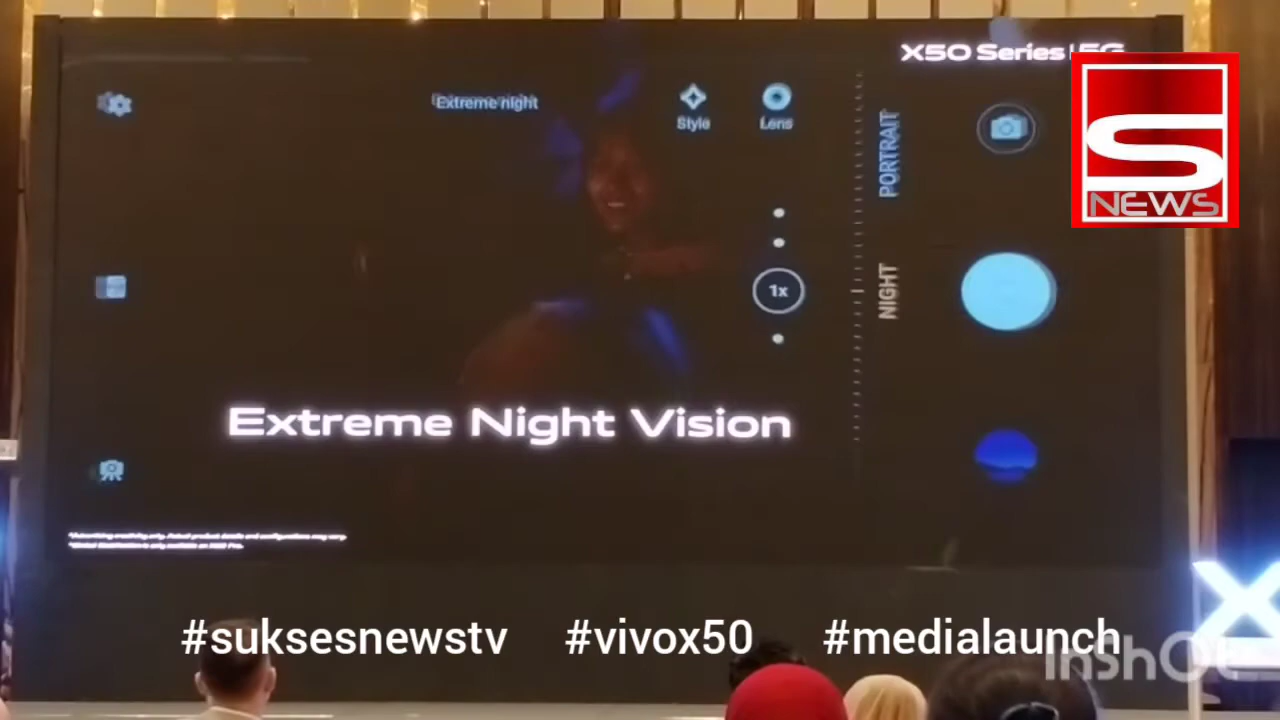 X50 Series | 5G
S
NEWS
Extreme night
Style
Lens
PORTRAIT
1x
NIGHT
Extreme Night Vision
#suksesnewstv #vivox50 #medialaunch
InShOt
X